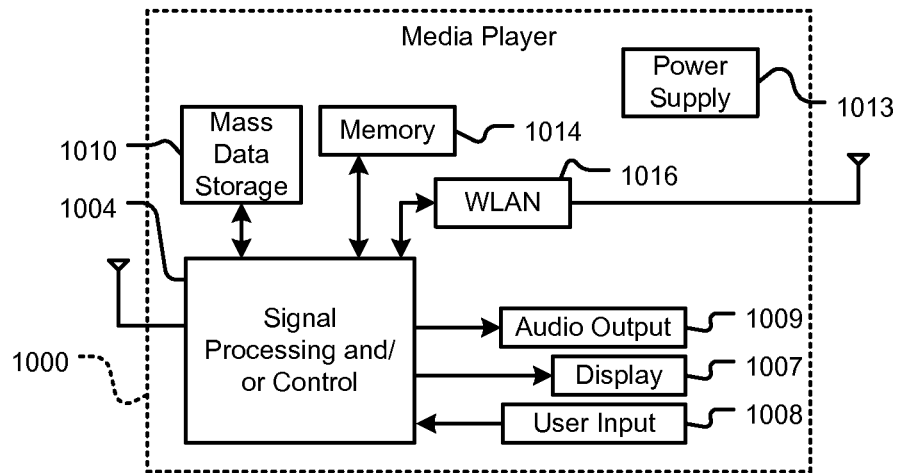 Media Player
Power
Supply
1013
Mass
Data
Storage
1010
Memory
1014
1016
WLAN
1004
Signal
Processing and/
or Control
Audio Output
1009
1000
Display
1007
User Input
1008